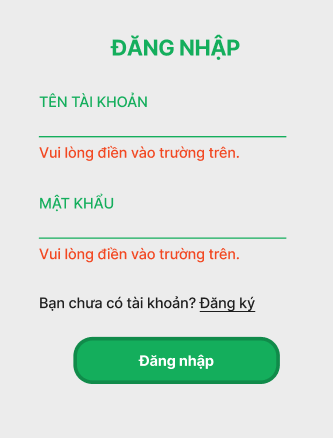 ĐĂNG NHẬP
TÊN TÀI KHOẢN
Vui lòng điền vào trường trên.
MẬT KHẨU
Vui lòng điền vào trường trên.
Bạn chưa có tài khoản? Đăng ký
Đăng nhập